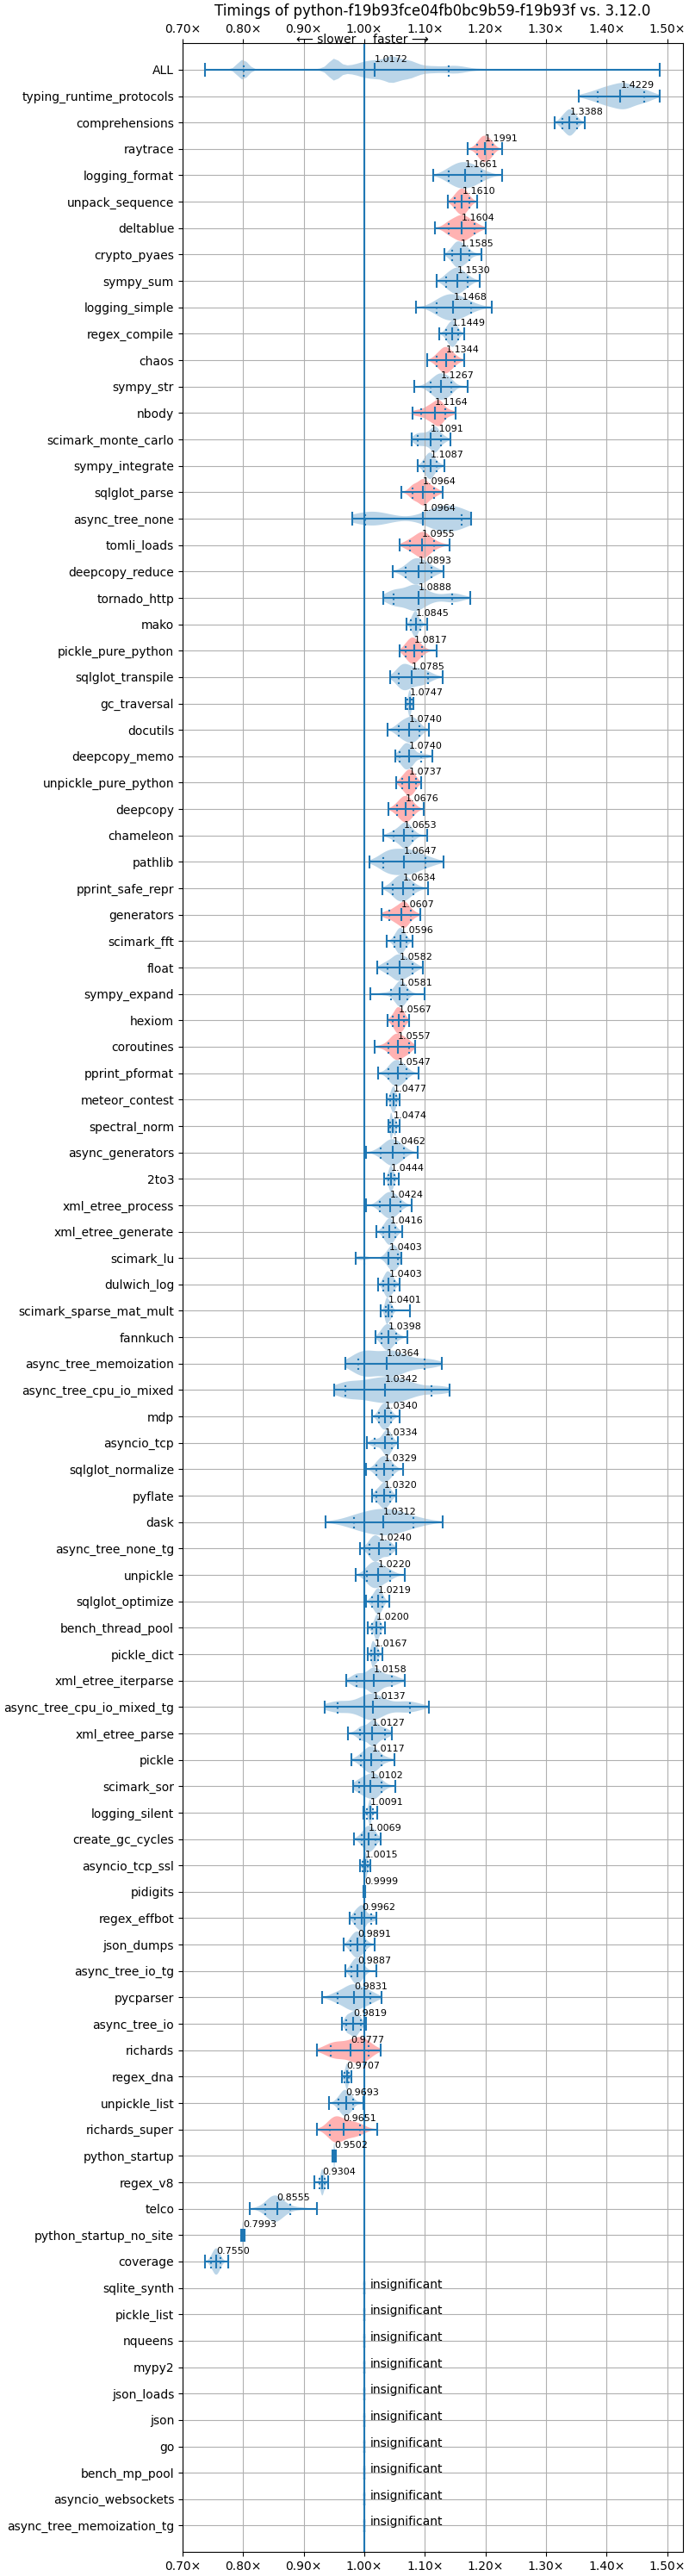 Timings of python-f19b93fce04fb0bc9b59-f19b93f vs. 3.12.0
0.70× 0.80× 0.90× 1.00× 1.10× 1.20× 1.30× 1.40× 1.50×
⟵ slower faster ⟶
ALL 1.0172
typing_runtime_protocols 1.4229
comprehensions 1.3388
raytrace 1.1991
logging_format 1.1661
unpack_sequence 1.1610
deltablue 1.1604
crypto_pyaes 1.1585
sympy_sum 1.1530
logging_simple 1.1468
regex_compile 1.1449
chaos 1.1344
sympy_str 1.1267
nbody 1.1164
scimark_monte_carlo 1.1091
sympy_integrate 1.1087
sqlglot_parse 1.0964
async_tree_none 1.0964
tomli_loads 1.0955
deepcopy_reduce 1.0893
tornado_http 1.0888
mako 1.0845
pickle_pure_python 1.0817
sqlglot_transpile 1.0785
gc_traversal 1.0747
docutils 1.0740
deepcopy_memo 1.0740
unpickle_pure_python 1.0737
deepcopy 1.0676
chameleon 1.0653
pathlib 1.0647
pprint_safe_repr 1.0634
generators 1.0607
scimark_fft 1.0596
float 1.0582
sympy_expand 1.0581
hexiom 1.0567
coroutines 1.0557
pprint_pformat 1.0547
meteor_contest 1.0477
spectral_norm 1.0474
async_generators 1.0462
2to3 1.0444
xml_etree_process 1.0424
xml_etree_generate 1.0416
scimark_lu 1.0403
dulwich_log 1.0403
scimark_sparse_mat_mult 1.0401
fannkuch 1.0398
async_tree_memoization 1.0364
async_tree_cpu_io_mixed 1.0342
mdp 1.0340
asyncio_tcp 1.0334
sqlglot_normalize 1.0329
pyflate 1.0320
dask 1.0312
async_tree_none_tg 1.0240
unpickle 1.0220
sqlglot_optimize 1.0219
bench_thread_pool 1.0200
pickle_dict 1.0167
xml_etree_iterparse 1.0158
async_tree_cpu_io_mixed_tg 1.0137
xml_etree_parse 1.0127
pickle 1.0117
scimark_sor 1.0102
logging_silent 1.0091
create_gc_cycles 1.0069
asyncio_tcp_ssl 1.0015
pidigits 0.9999
regex_effbot 0.9962
json_dumps 0.9891
async_tree_io_tg 0.9887
pycparser 0.9831
async_tree_io 0.9819
richards 0.9777
regex_dna 0.9707
unpickle_list 0.9693
richards_super 0.9651
python_startup 0.9502
regex_v8 0.9304
telco 0.8555
python_startup_no_site 0.7993
coverage 0.7550
sqlite_synth insignificant
pickle_list insignificant
nqueens insignificant
mypy2 insignificant
json_loads insignificant
json insignificant
go insignificant
bench_mp_pool insignificant
asyncio_websockets insignificant
async_tree_memoization_tg insignificant
0.70× 0.80× 0.90× 1.00× 1.10× 1.20× 1.30× 1.40× 1.50×